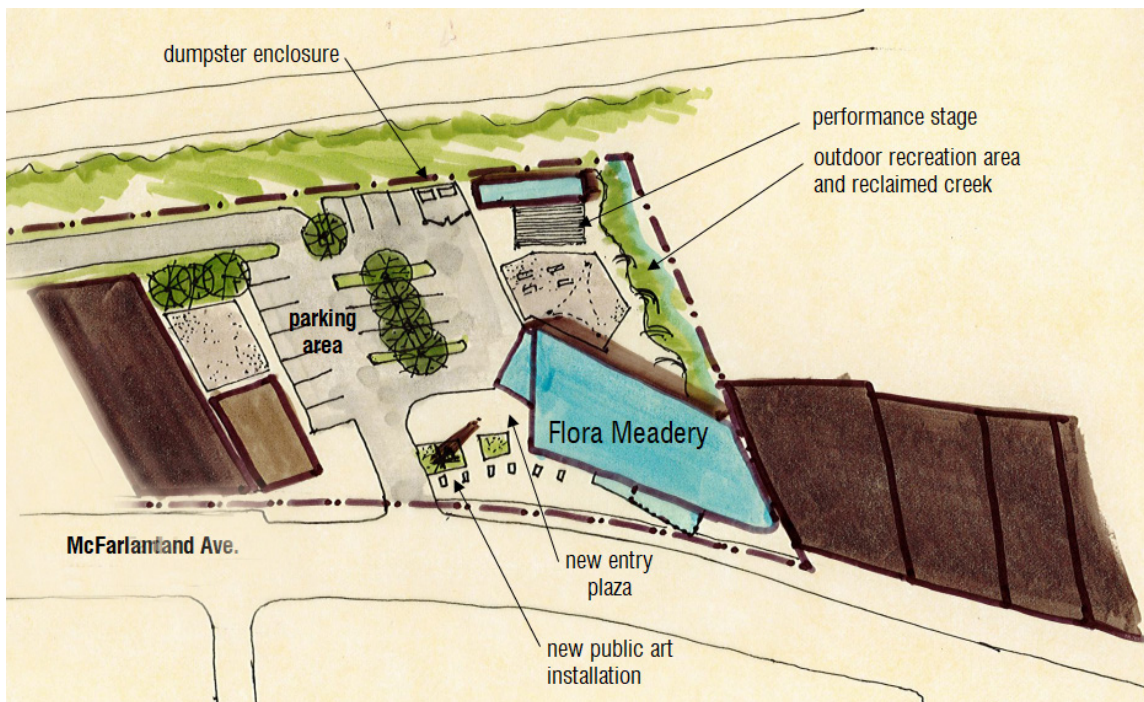 dumpster enclosure
performance stage
outdoor recreation area
and reclaimed creek
parking
area
Flora Meadery
McFarlamland Ave.
new entry
plaza
new public art
installation